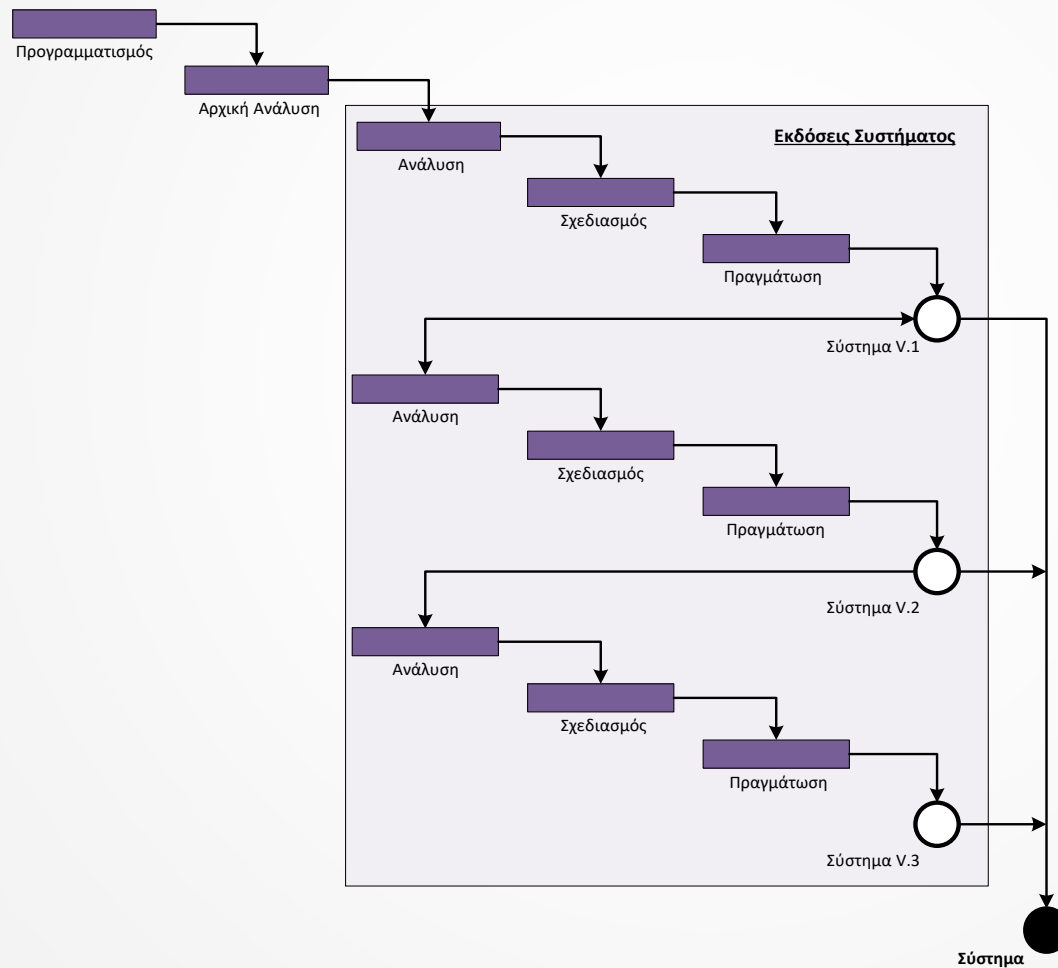 Προγραμματισμός
Αρχική Ανάλυση
Εκδόσεις Συστήματος
Ανάλυση
Σχεδιασμός
Πραγμάτωση
Σύστημα V.1
Ανάλυση
Σχεδιασμός
Πραγμάτωση
Σύστημα V.2
Ανάλυση
Σχεδιασμός
Πραγμάτωση
Σύστημα V.3
Σύστημα